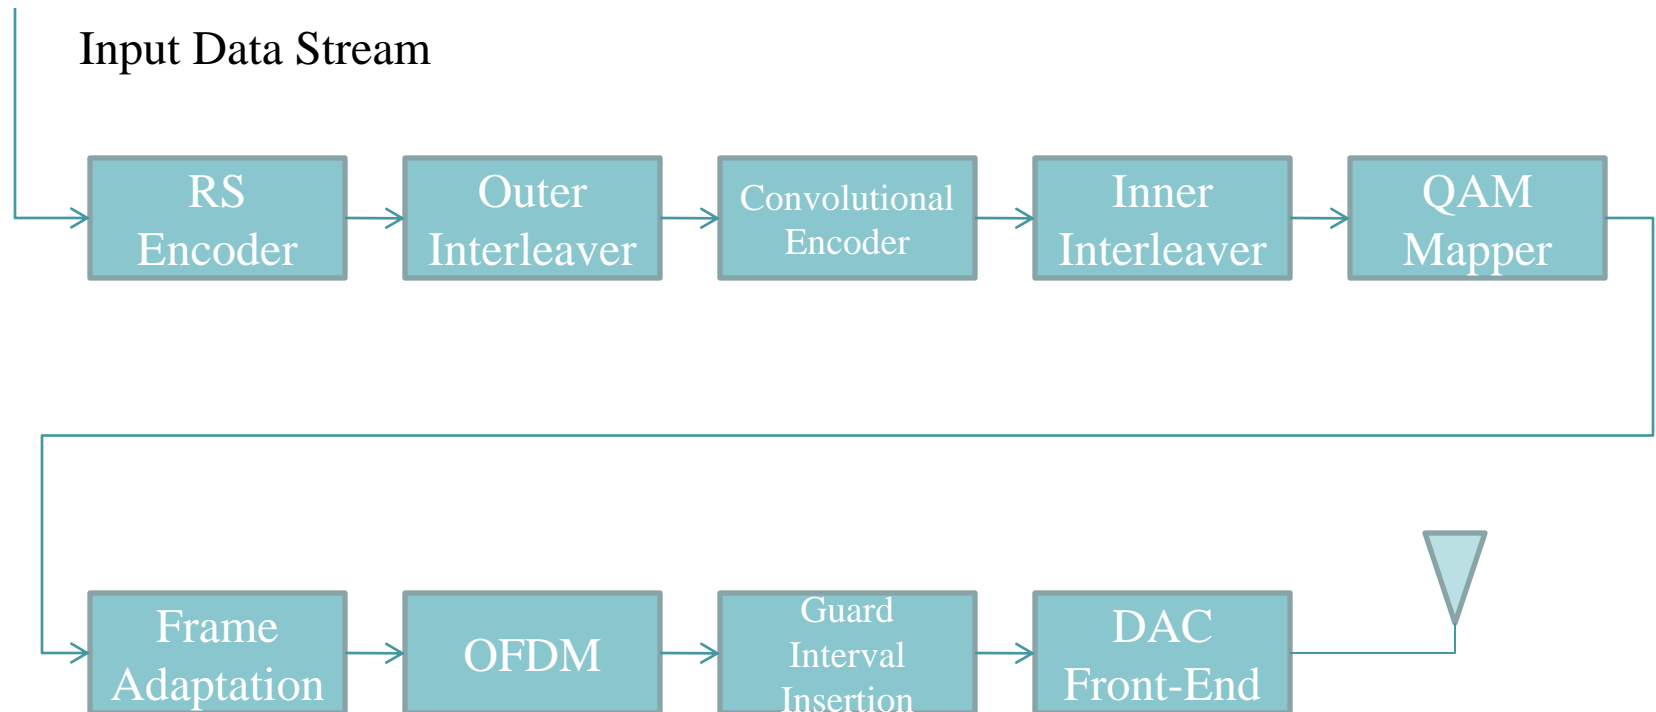 Input Data Stream
RS
Encoder
Outer
Interleaver
Convolutional
Encoder
Inner
Interleaver
QAM
Mapper
Frame
Adaptation
OFDM
Guard
Interval
Insertion
DAC
Front-End